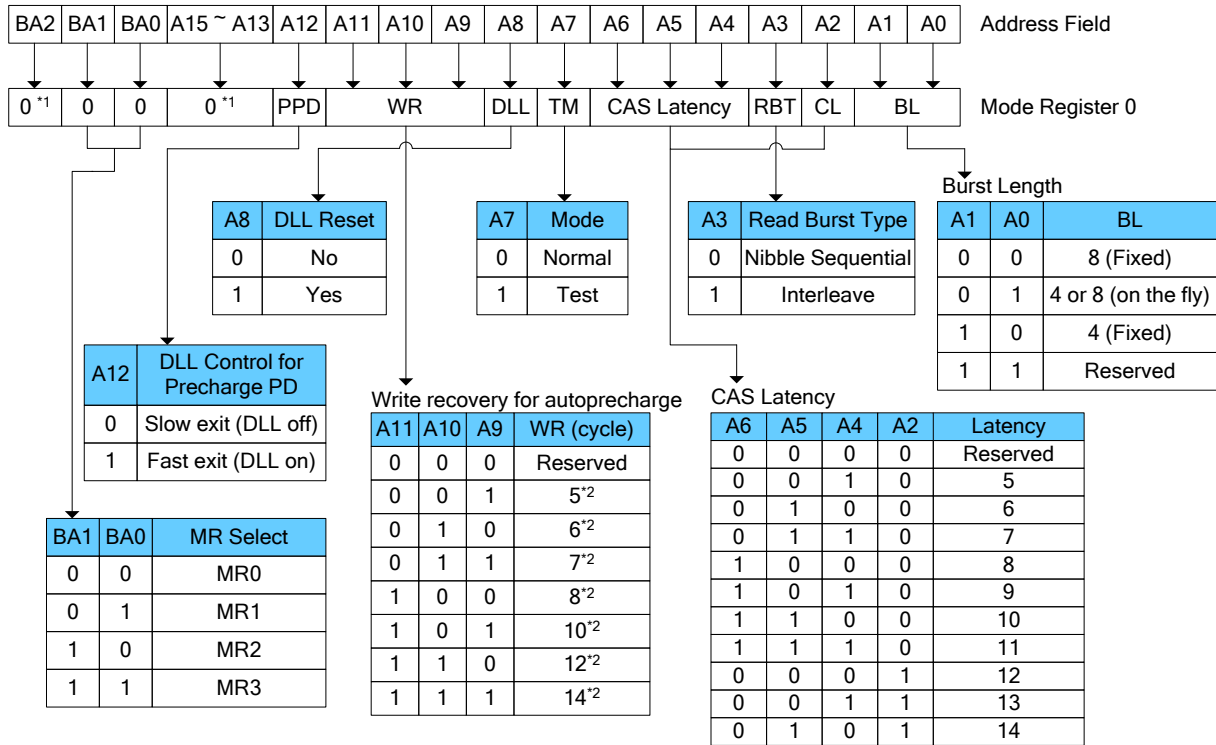 BA2 BA1 BA0 A15 ~ A13 A12 A11 A10 A9 A8 A7 A6 A5 A4 A3 A2 A1 A0 Address Field
0 *1 0 0 0 *1 PPD WR DLL TM CAS Latency RBT CL BL Mode Register 0
A8 DLL Reset
0 No
1 Yes
A7 Mode
0 Normal
1 Test
A3 Read Burst Type
0 Nibble Sequential
1 Interleave
Burst Length
A1 A0 BL
0 0 8 (Fixed)
0 1 4 or 8 (on the fly)
1 0 4 (Fixed)
1 1 Reserved
A12 DLL Control for
Precharge PD
0 Slow exit (DLL off)
1 Fast exit (DLL on)
BA1 BA0 MR Select
0 0 MR0
0 1 MR1
1 0 MR2
1 1 MR3
Write recovery for autoprecharge
A11 A10 A9 WR (cycle)
0 0 0 Reserved
0 0 1 5*2
0 1 0 6*2
0 1 1 7*2
1 0 0 8*2
1 0 1 10*2
1 1 0 12*2
1 1 1 14*2
CAS Latency
A6 A5 A4 A2 Latency
0 0 0 0 Reserved
0 0 1 0 5
0 1 0 0 6
0 1 1 0 7
1 0 0 0 8
1 0 1 0 9
1 1 0 0 10
1 1 1 0 11
0 0 0 1 12
0 0 1 1 13
0 1 0 1 14